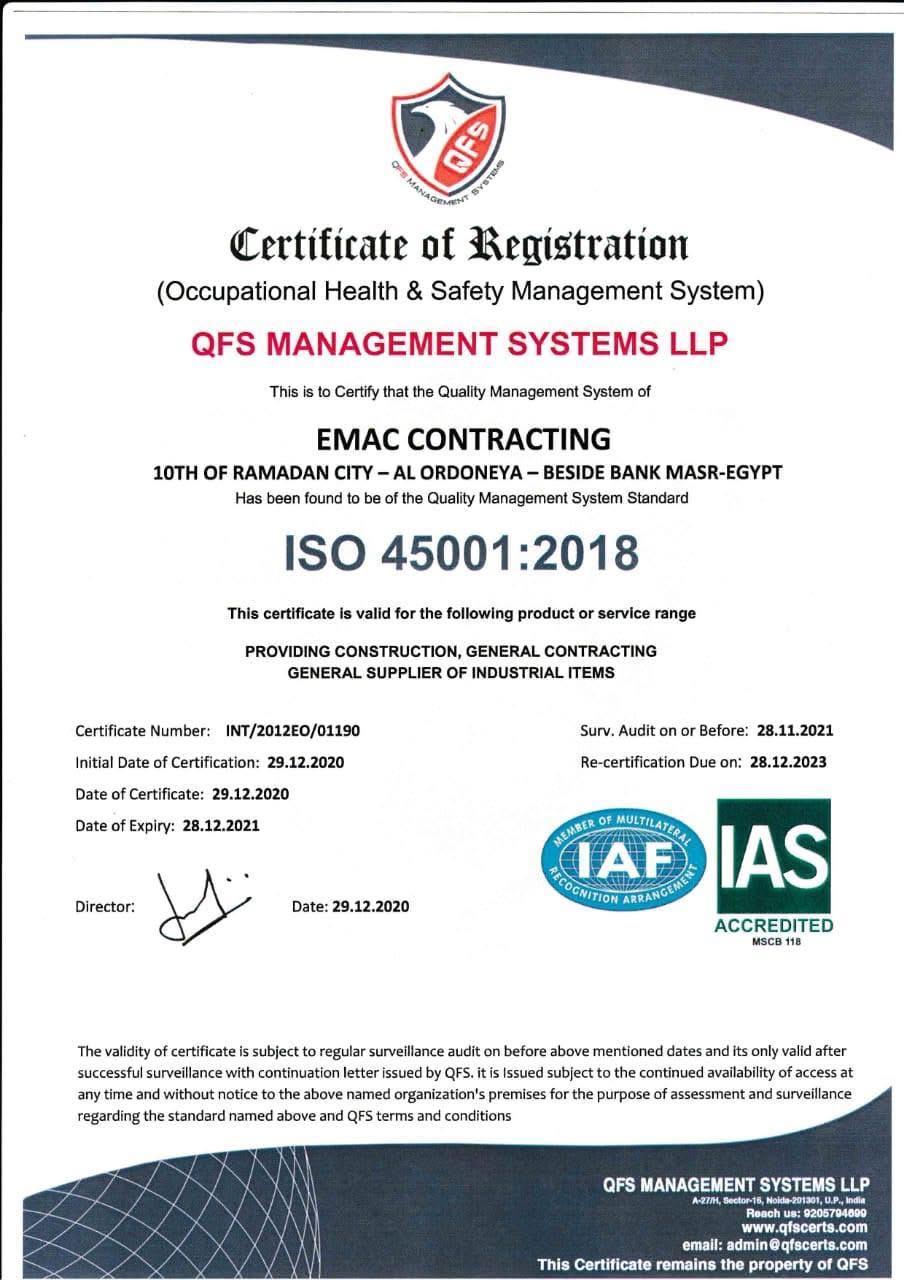 QFS
QFS MANAGEMENT SYSTEMS
Certificate of Registration
(Occupational Health & Safety Management System)
QFS MANAGEMENT SYSTEMS LLP
This is to Certify that the Quality Management System of
EMAC CONTRACTING
10TH OF RAMADAN CITY – AL ORDONEYA – BESIDE BANK MASR-EGYPT
Has been found to be of the Quality Management System Standard
ISO 45001:2018
This certificate is valid for the following product or service range
PROVIDING CONSTRUCTION, GENERAL CONTRACTING
GENERAL SUPPLIER OF INDUSTRIAL ITEMS
Certificate Number: INT/2012EO/01190
Initial Date of Certification: 29.12.2020
Date of Certificate: 29.12.2020
Date of Expiry: 28.12.2021
Surv. Audit on or Before: 28.11.2021
Re-certification Due on: 28.12.2023
MEMBER OF MULTILATERAL
IAF
RECOGNITION ARRANGEMENT
IAS
ACCREDITED
MSCB 118
Director:
Date: 29.12.2020
The validity of certificate is subject to regular surveillance audit on before above mentioned dates and its only valid after
successful surveillance with continuation letter issued by QFS. it is Issued subject to the continued availability of access at
any time and without notice to the above named organization's premises for the purpose of assessment and surveillance
regarding the standard named above and QFS terms and conditions
QFS MANAGEMENT SYSTEMS LLP
A-27/H, Sector-16, Noida-201301, U.P., India
Reach us: 9205794699
www.qfscerts.com
email: admin@qfscerts.com
This Certificate remains the property of QFS